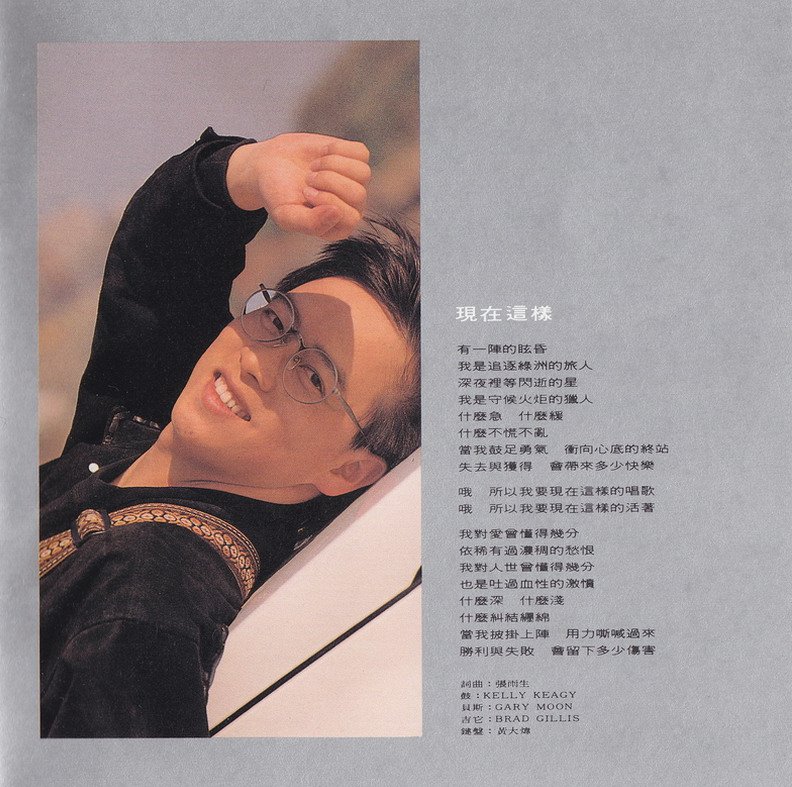 現在這樣
有一陣的眩昏
我是追逐綠洲的旅人
深夜裡等閃逝的星
我是守候火炬的獵人
什麼急　什麼緩
什麼不慌不亂
當我鼓足勇氣　衝向心底的終站
失去與獲得　會帶來多少快樂
哦　所以我要現在這樣的唱歌
哦　所以我要現在這樣的活著
我對愛曾懂得幾分
依稀有過濃稠的愁恨
我對人世曾懂得幾分
也是吐過血性的激憤
什麼深　什麼淺
什麼糾結纏綿
當我披掛上陣　用力嘶喊過來
勝利與失敗　會留下多少傷害
詞曲：張雨生
鼓：KELLY KEAGY
貝斯：GARY MOON
吉它：BRAD GILLIS
鍵盤：黃大煒